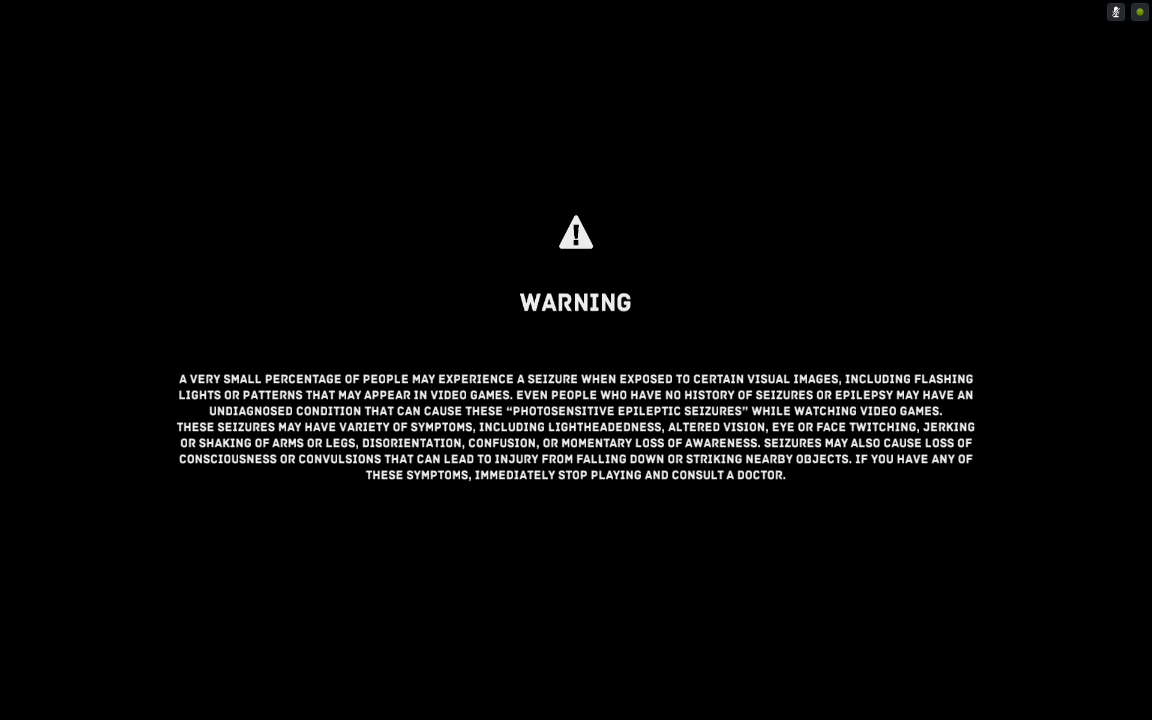 WARNING
A VERY SMALL PERCENTAGE OF PEOPLE MAY EXPERIENCE A SEIZURE WHEN EXPOSED TO CERTAIN VISUAL IMAGES, INCLUDING FLASHING
LIGHTS OR PATTERNS THAT MAY APPEAR IN VIDEO GAMES. EVEN PEOPLE WHO HAVE NO HISTORY OF SEIZURES OR EPILEPSY MAY HAVE AN
UNDIAGNOSED CONDITION THAT CAN CAUSE THESE “PHOTOSENSITIVE EPILEPTIC SEIZURES” WHILE WATCHING VIDEO GAMES.
THESE SEIZURES MAY HAVE VARIETY OF SYMPTOMS, INCLUDING LIGHTHEADEDNESS, ALTERED VISION, EYE OR FACE TWITCHING, JERKING
OR SHAKING OF ARMS OR LEGS, DISORIENTATION, CONFUSION, OR MOMENTARY LOSS OF AWARENESS. SEIZURES MAY ALSO CAUSE LOSS OF
CONSCIOUSNESS OR CONVULSIONS THAT CAN LEAD TO INJURY FROM FALLING DOWN OR STRIKING NEARBY OBJECTS. IF YOU HAVE ANY OF
THESE SYMPTOMS, IMMEDIATELY STOP PLAYING AND CONSULT A DOCTOR.